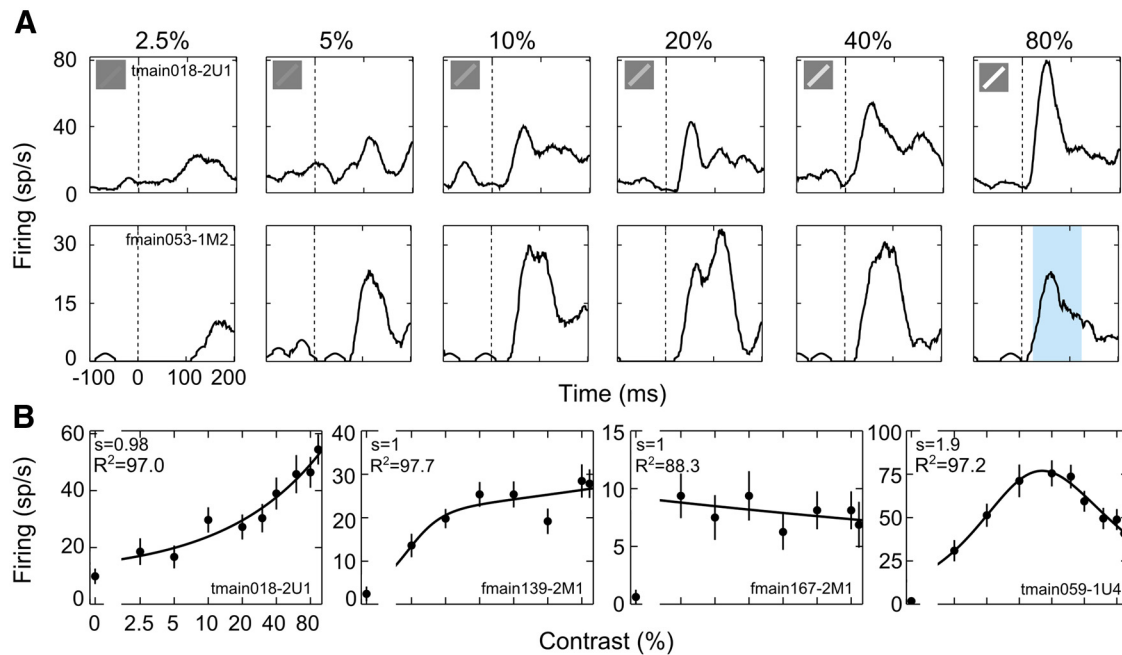 A
2.5% 5% 10% 20% 40% 80%
Firing (sp/s)
80
40
0
tmain018-2U1
30
15
0
fmain053-1M2
-100 0 100 200
Time (ms)
B
Firing (sp/s)
60
40
20
0
s=0.98
R²=97.0
tmain018-2U1
0 2.5 5 10 20 40 80
40
30
20
10
0
s=1
R²=97.7
fmain139-2M1
15
10
5
0
s=1
R²=88.3
fmain167-2M1
100
75
50
25
0
s=1.9
R²=97.2
tmain059-1U4
Contrast (%)